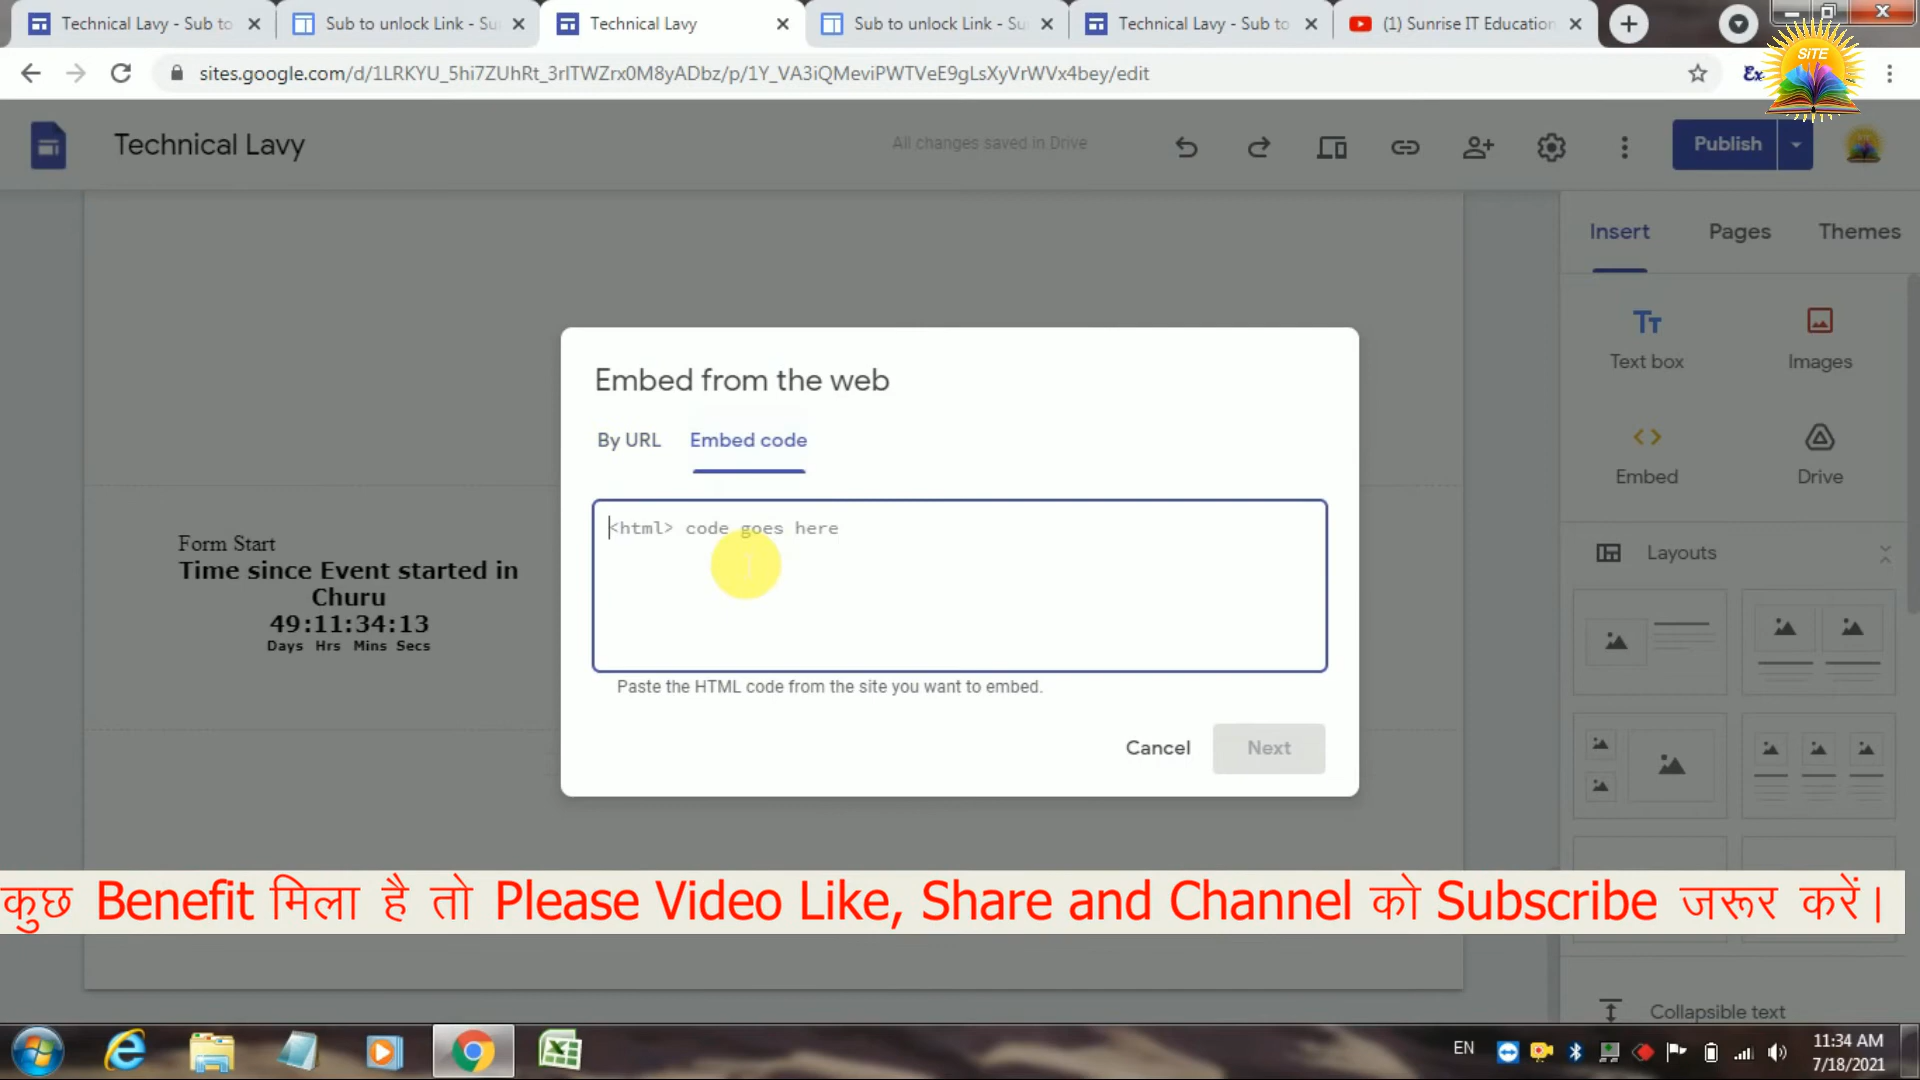 Technical Lavy - Sub to
Sub to unlock Link - Su
Technical Lavy
Sub to unlock Link - Su
Technical Lavy - Sub to
(1) Sunrise IT Education
sites.google.com/d/1LRKYU_5hi7ZUhRt_3rlTWZrx0M8yADbz/p/1Y_VA3iQMeviPWTVeE9gLsXyVrWVx4bey/edit
Ex
SITE
Technical Lavy
All changes saved in Drive
Publish
Insert
Pages
Themes
Text box
Images
Embed
Drive
Layouts
Collapsible text
Form Start
Time since Event started in
Churu
49:11:34:13
Days Hrs Mins Secs
Embed from the web
By URL
Embed code
<html> code goes here
Paste the HTML code from the site you want to embed.
Cancel
Next
कुछ Benefit मिला है तो Please Video Like, Share and Channel को Subscribe जरूर करें।
EN
11:34 AM
7/18/2021